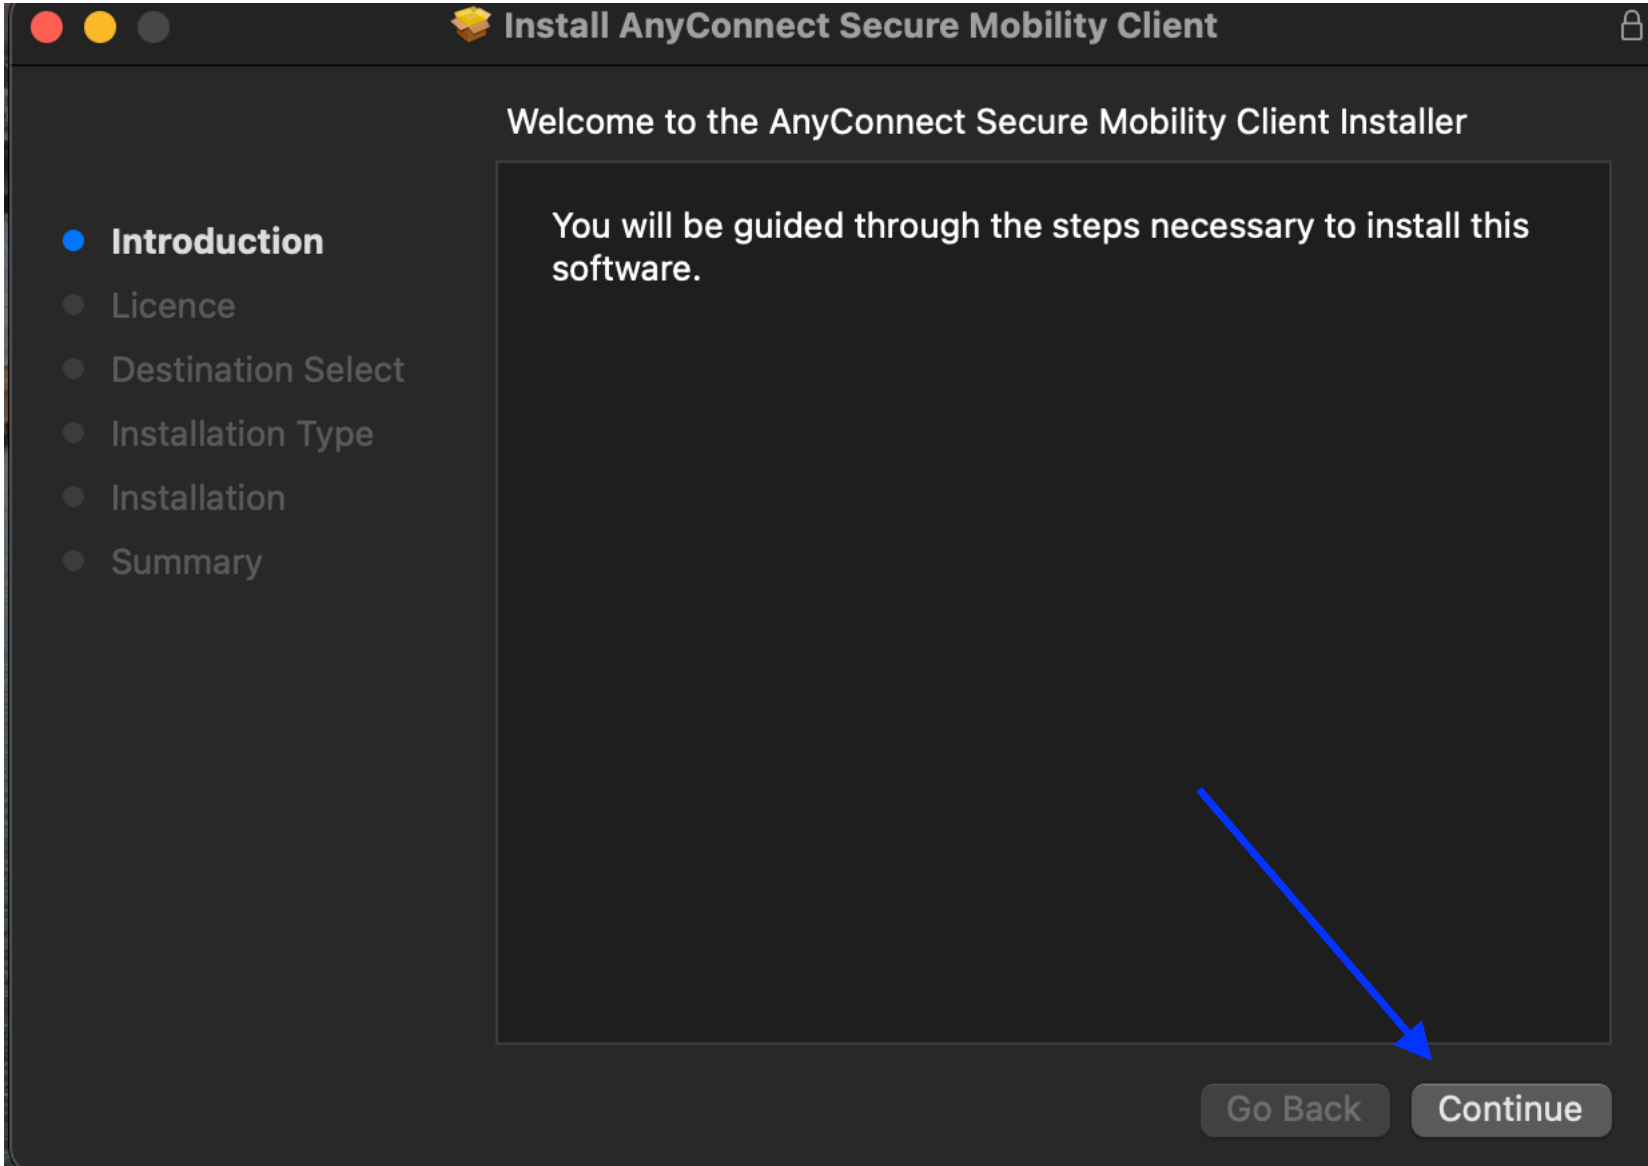 Install AnyConnect Secure Mobility Client
Welcome to the AnyConnect Secure Mobility Client Installer
Introduction
Licence
Destination Select
Installation Type
Installation
Summary
You will be guided through the steps necessary to install this
software.
Go Back
Continue